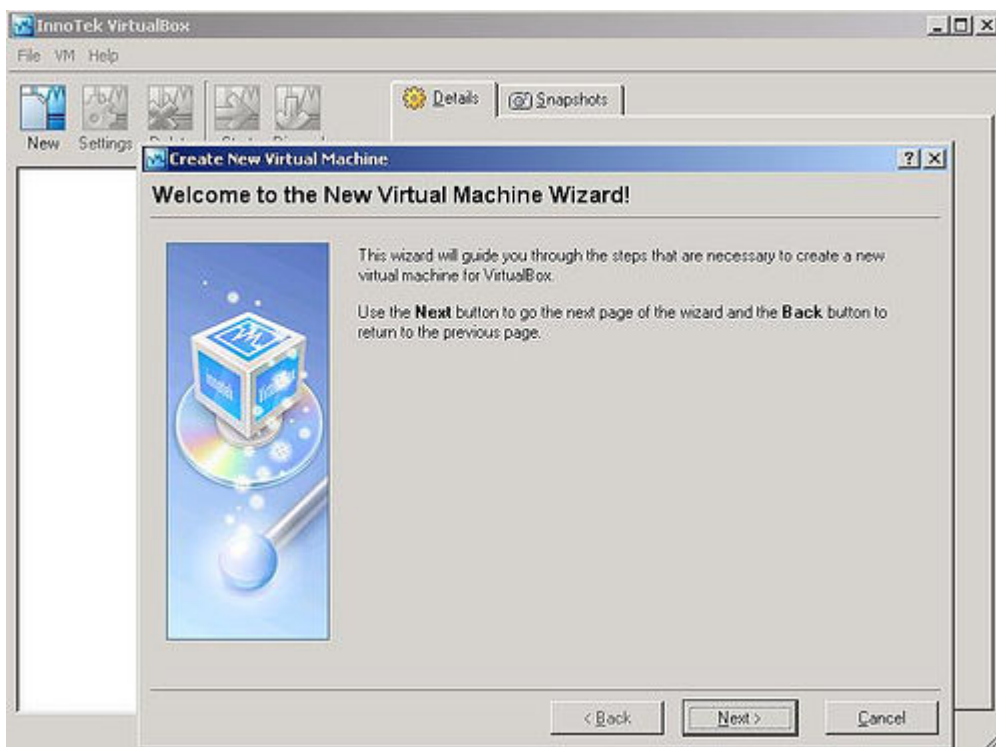 InnoTek VirtualBox
File VM Help
Details Snapshots
New Settings
Create New Virtual Machine
Welcome to the New Virtual Machine Wizard!
This wizard will guide you through the steps that are necessary to create a new
virtual machine for VirtualBox.
Use the Next button to go the next page of the wizard and the Back button to
return to the previous page.
innotek
< Back Next > Cancel